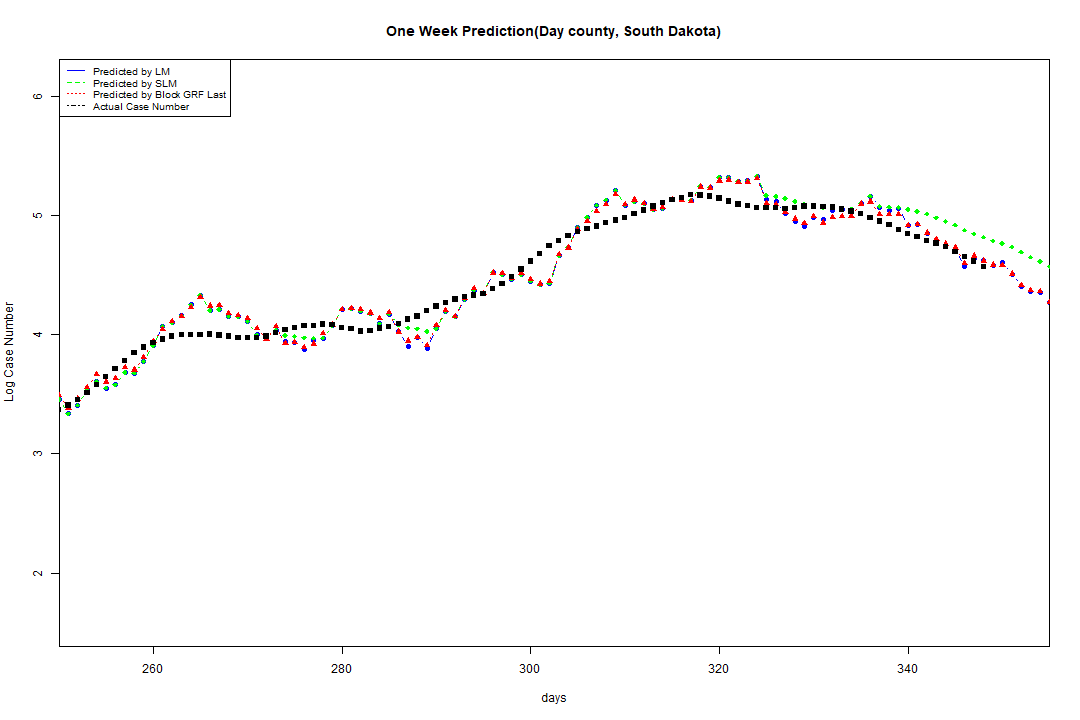 One Week Prediction(Day county, South Dakota)
Predicted by LM
Predicted by SLM
Predicted by Block GRF Last
Actual Case Number
6
5
4
3
2
Log Case Number
260 280 300 320 340
days